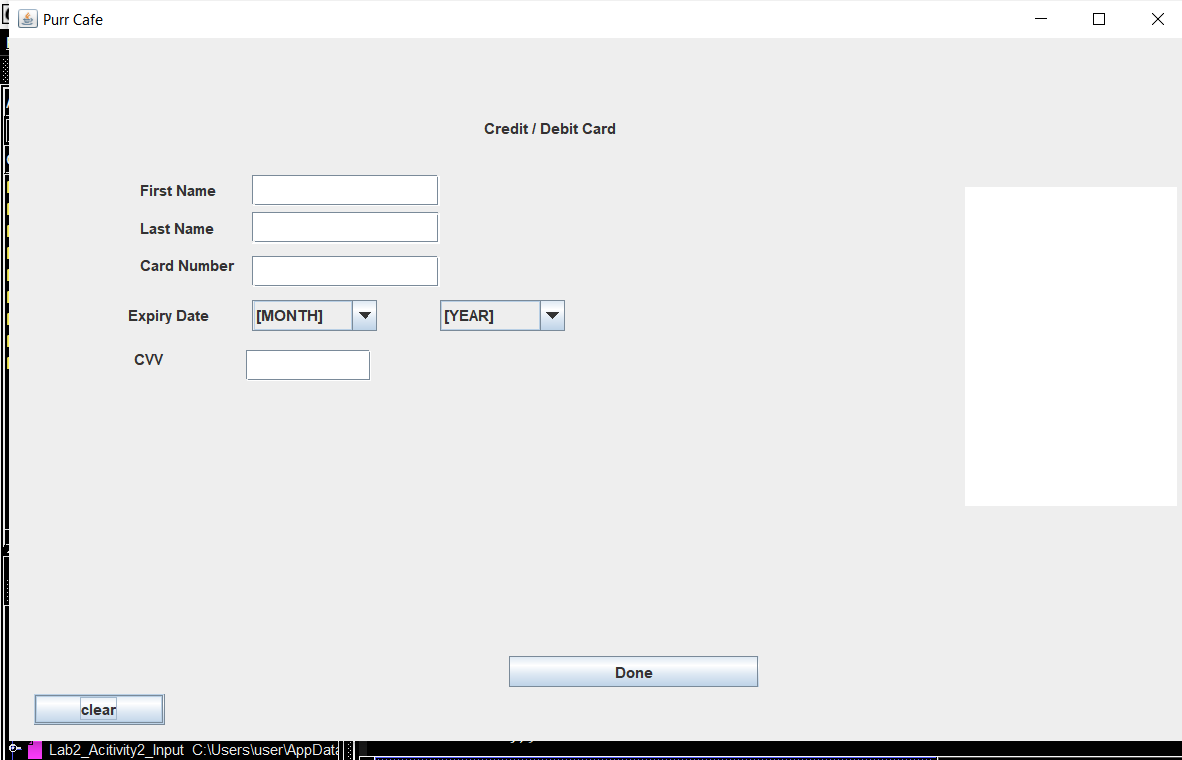 Purr Cafe
Credit / Debit Card
First Name
Last Name
Card Number
Expiry Date [MONTH] [YEAR]
CVV
Done
clear
Lab2_Acitivity2_Input C:\Users\user\AppData